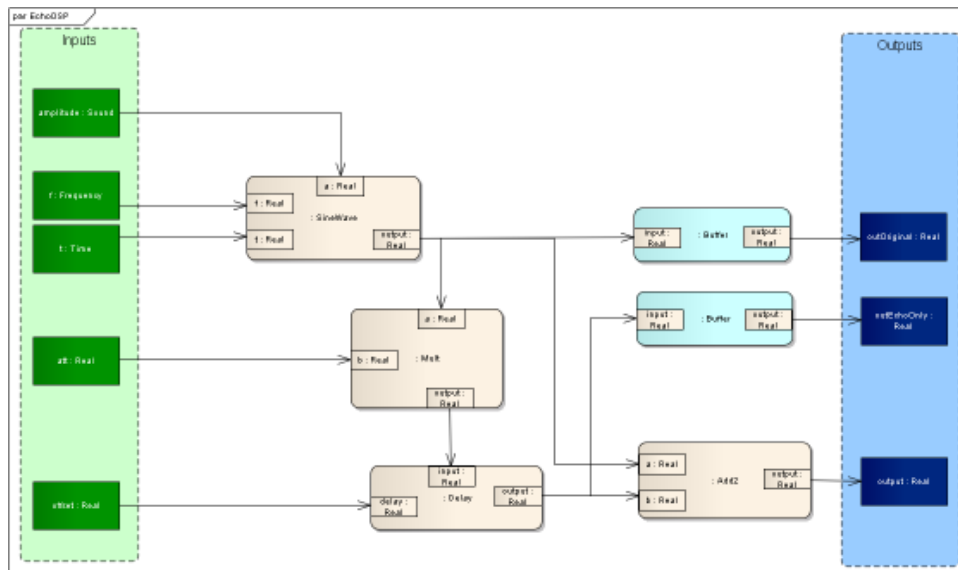 par EchoDSP
Inputs
Outputs
amplitude : Sound
f : Frequency
t : Time
att : Real
offset : Real
a : Real
f : Real
t : Real
: SineWave
output :
Real
a : Real
b : Real
: Mult
output :
Real
input :
Real
delay :
Real
: Delay
output :
Real
input :
Real
: Buffer
output :
Real
input :
Real
: Buffer
output :
Real
a : Real
b : Real
: Add2
output :
Real
outOriginal : Real
outEchoOnly :
Real
output : Real